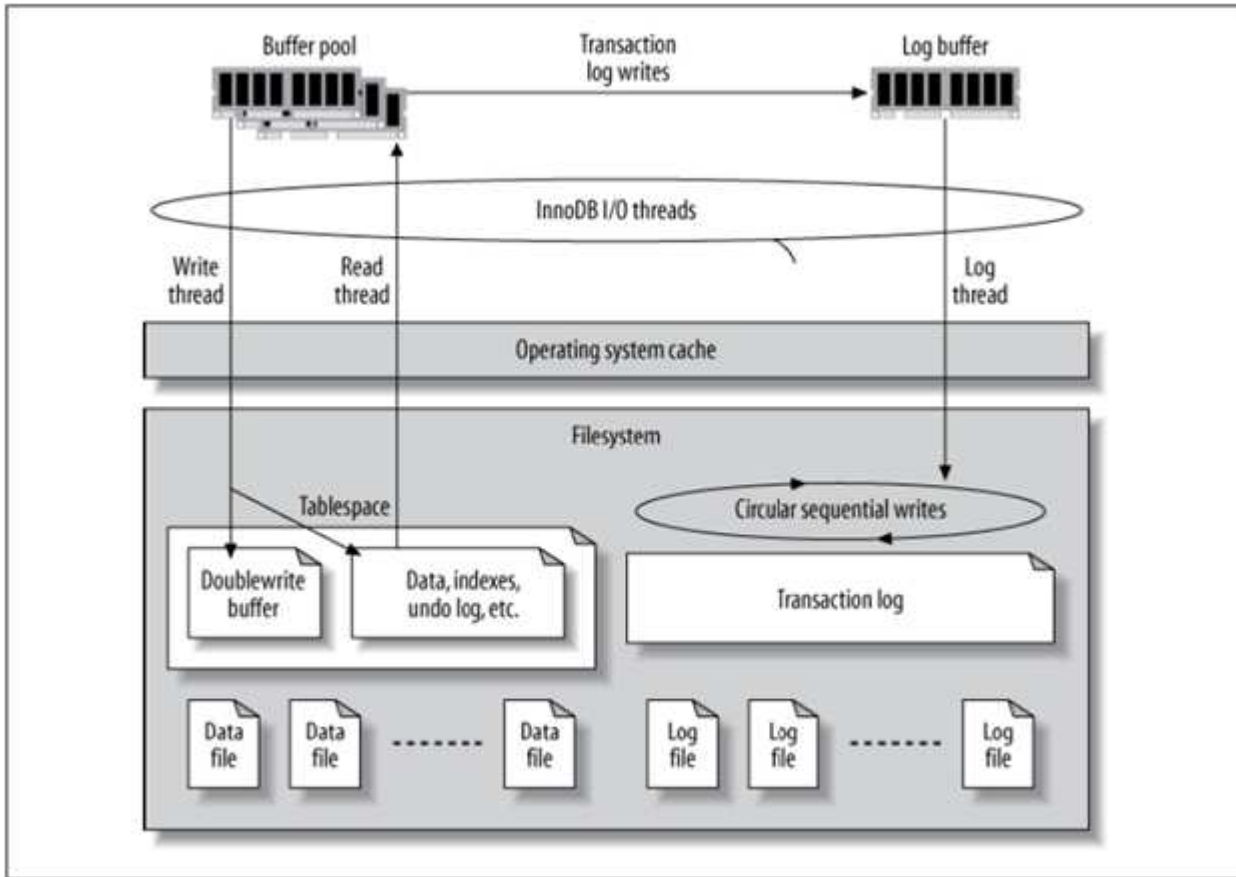 Buffer pool
Transaction
log writes
Log buffer
InnoDB I/O threads
Write
thread
Read
thread
Log
thread
Operating system cache
Filesystem
Tablespace
Circular sequential writes
Doublewrite
buffer
Data, indexes,
undo log, etc.
Transaction log
Data
file
Data
file
Data
file
Log
file
Log
file
Log
file